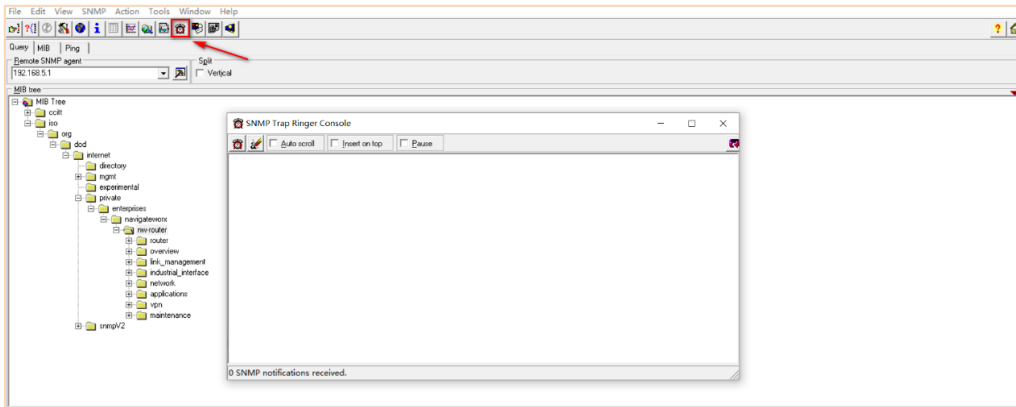 File Edit View SNMP Action Tools Window Help
Query MIB Ping
Remote SNMP agent
Split
192.168.5.1
Vertical
MIB tree
MIB Tree
ccitt
iso
org
dod
internet
directory
mgmt
experimental
private
enterprises
navigateworx
nw-router
router
overview
link_management
industrial_interface
network
applications
vpn
maintenance
snmpV2
SNMP Trap Ringer Console
Auto scroll Insert on top Pause
0 SNMP notifications received.